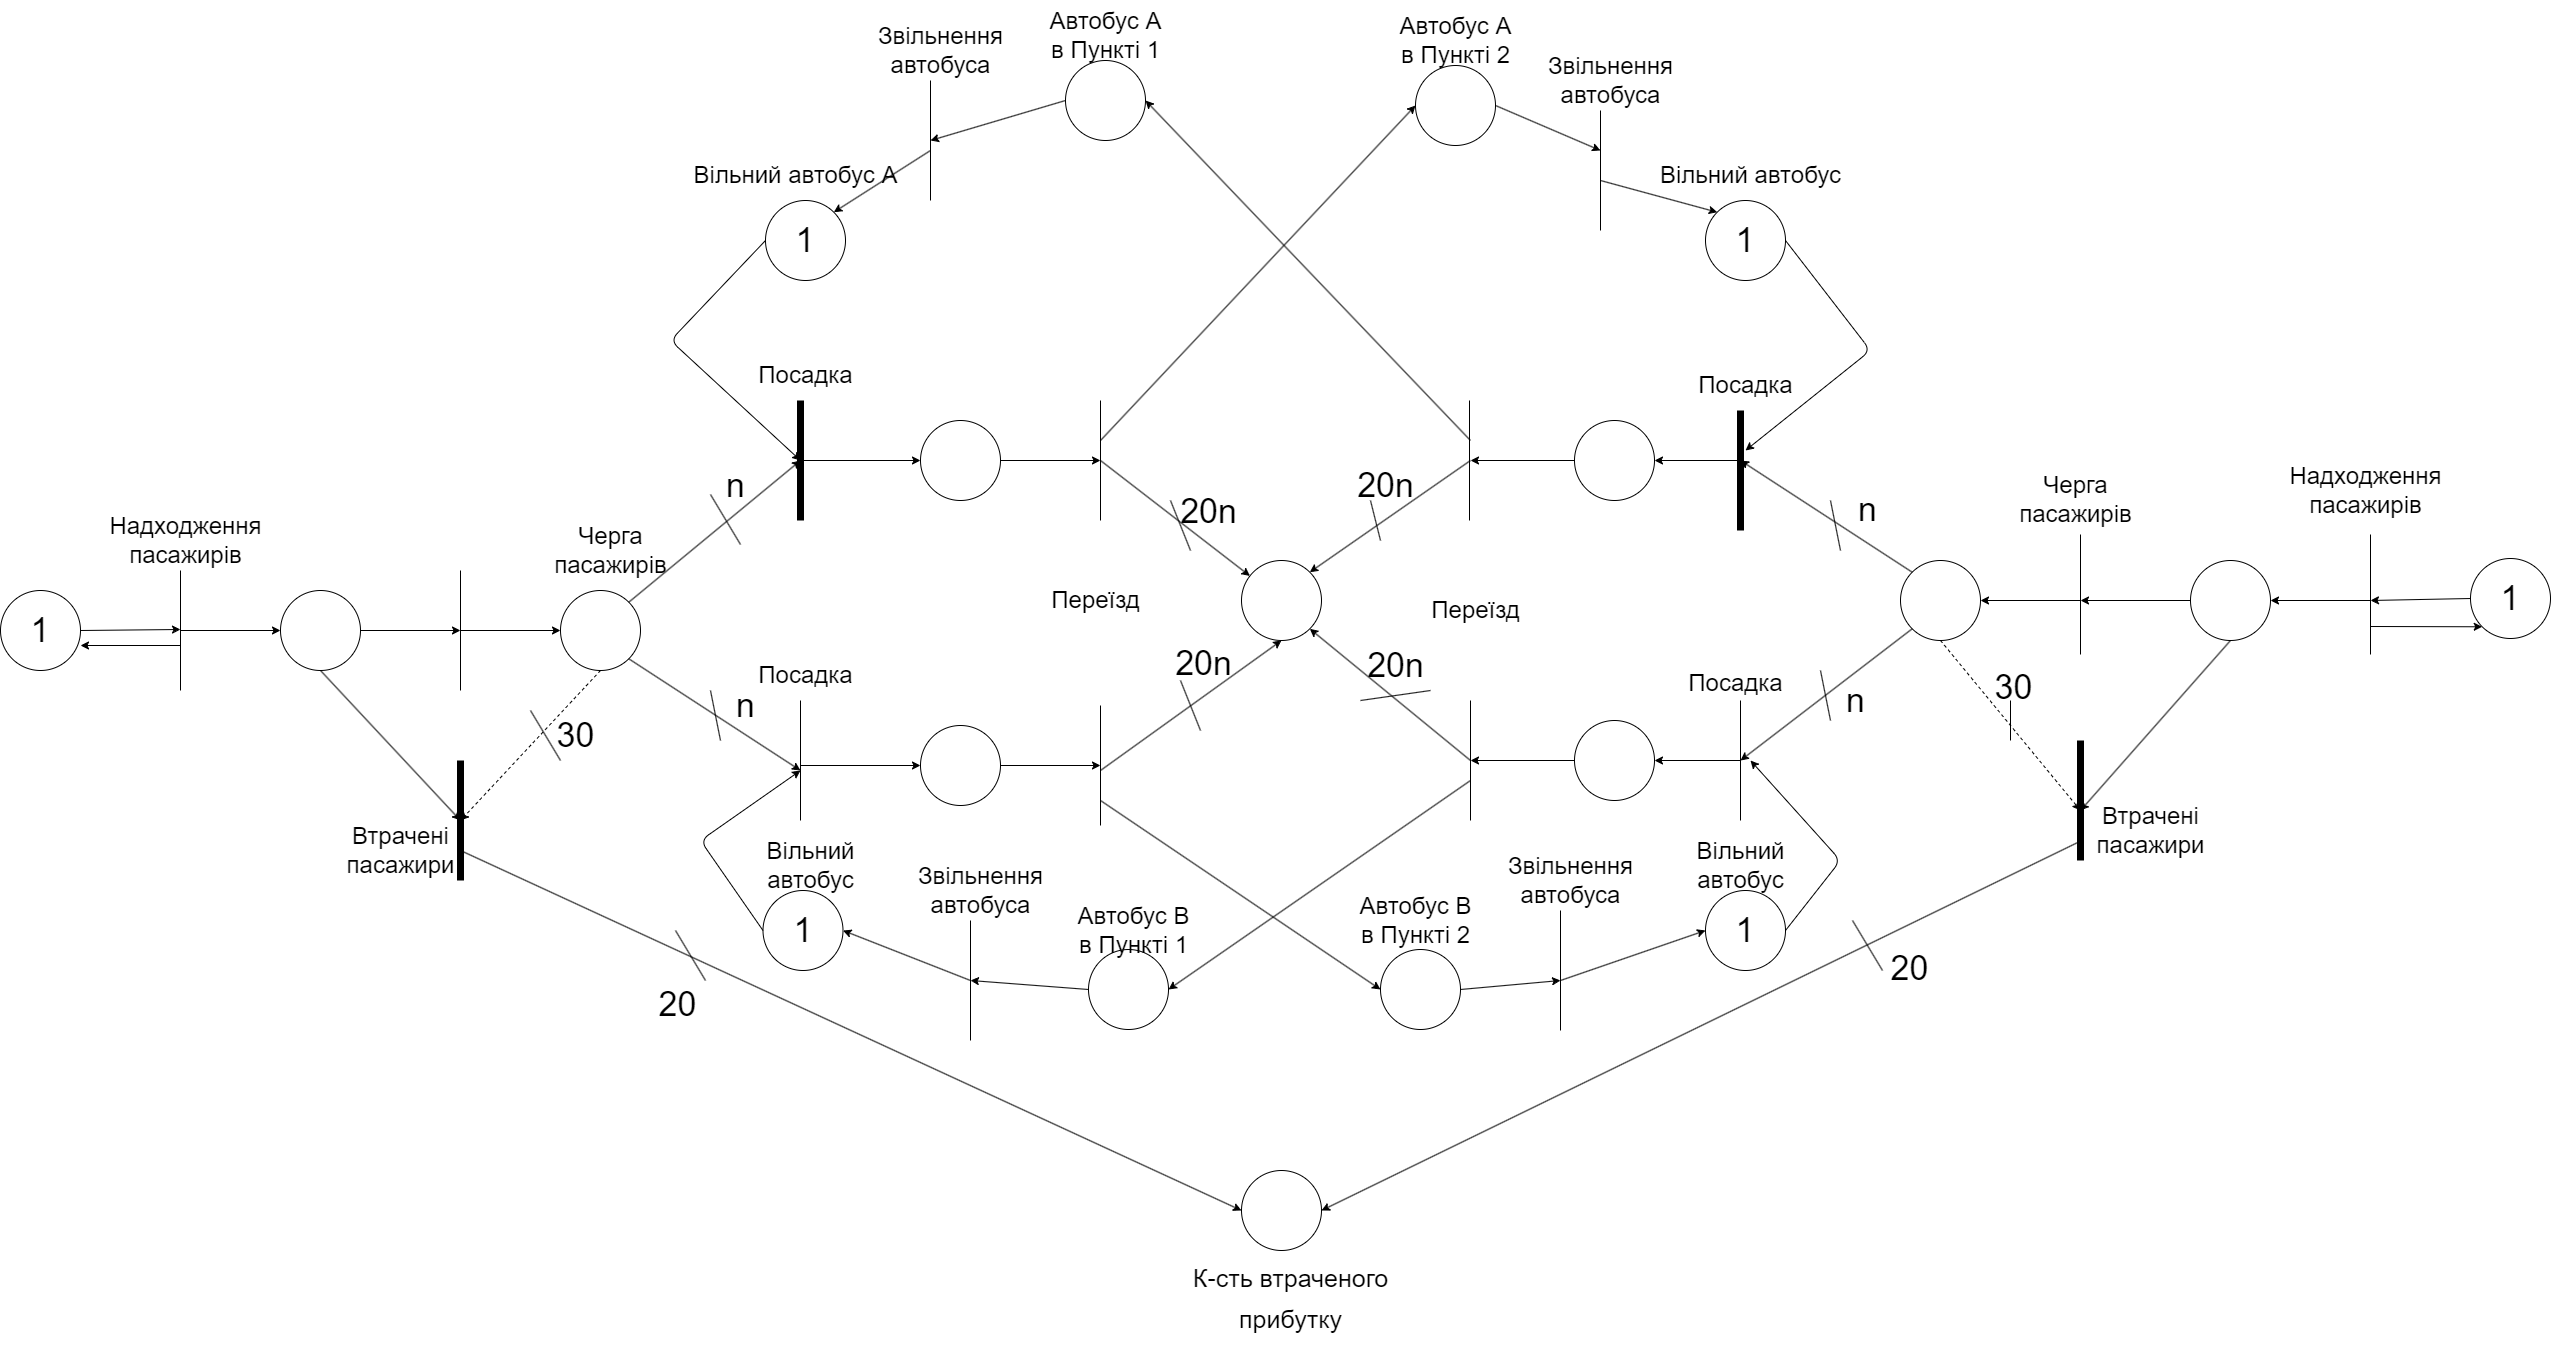 Автобус А
в Пункті 1
Автобус А
в Пункті 2
Звільнення
автобуса
Звільнення
автобуса
Вільний автобус А
Вільний автобус
1
1
Посадка
Посадка
n
20n
20n
n
Надходження
пасажирів
Черга
пасажирів
Черга
пасажирів
Надходження
пасажирів
1
Переїзд
Переїзд
1
Посадка
n
20n
20n
Посадка
n
30
30
Втрачені
пасажири
Втрачені
пасажири
Вільний
автобус
1
Звільнення
автобуса
Автобус В
в Пункті 1
Автобус В
в Пункті 2
Звільнення
автобуса
Вільний
автобус
1
20
20
К-сть втраченого
прибутку